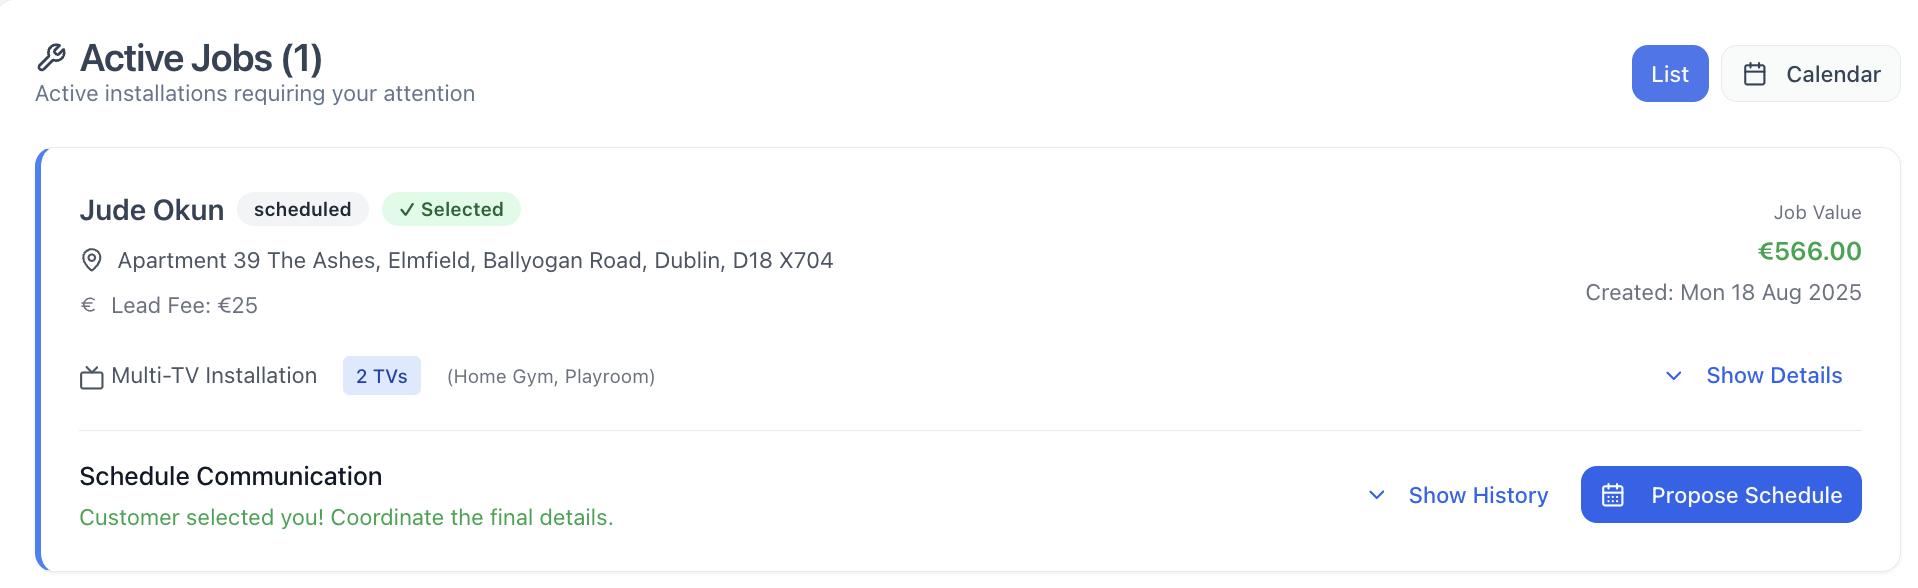 Active Jobs (1)
Active installations requiring your attention
List
Calendar
Jude Okun
scheduled
✓ Selected
Apartment 39 The Ashes, Elmfield, Ballyogan Road, Dublin, D18 X704
€ Lead Fee: €25
Job Value
€566.00
Created: Mon 18 Aug 2025
Multi-TV Installation
2 TVs
(Home Gym, Playroom)
Show Details
Schedule Communication
Customer selected you! Coordinate the final details.
Show History
Propose Schedule